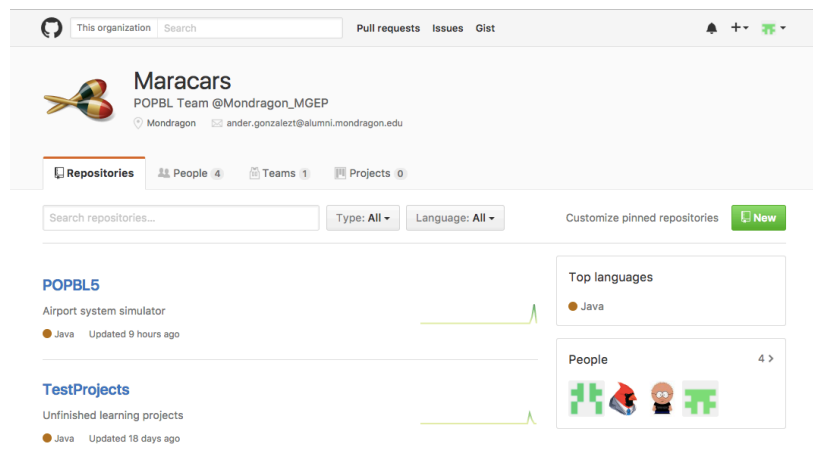 This organization Search Pull requests Issues Gist
Maracars
POPBL Team @Mondragon_MGEP
Mondragon ander.gonzalezt@alumni.mondragon.edu
Repositories People 4 Teams 1 Projects 0
Search repositories... Type: All Language: All Customize pinned repositories New
POPBL5
Airport system simulator
Java Updated 9 hours ago
TestProjects
Unfinished learning projects
Java Updated 18 days ago
Top languages
Java
People 4 >